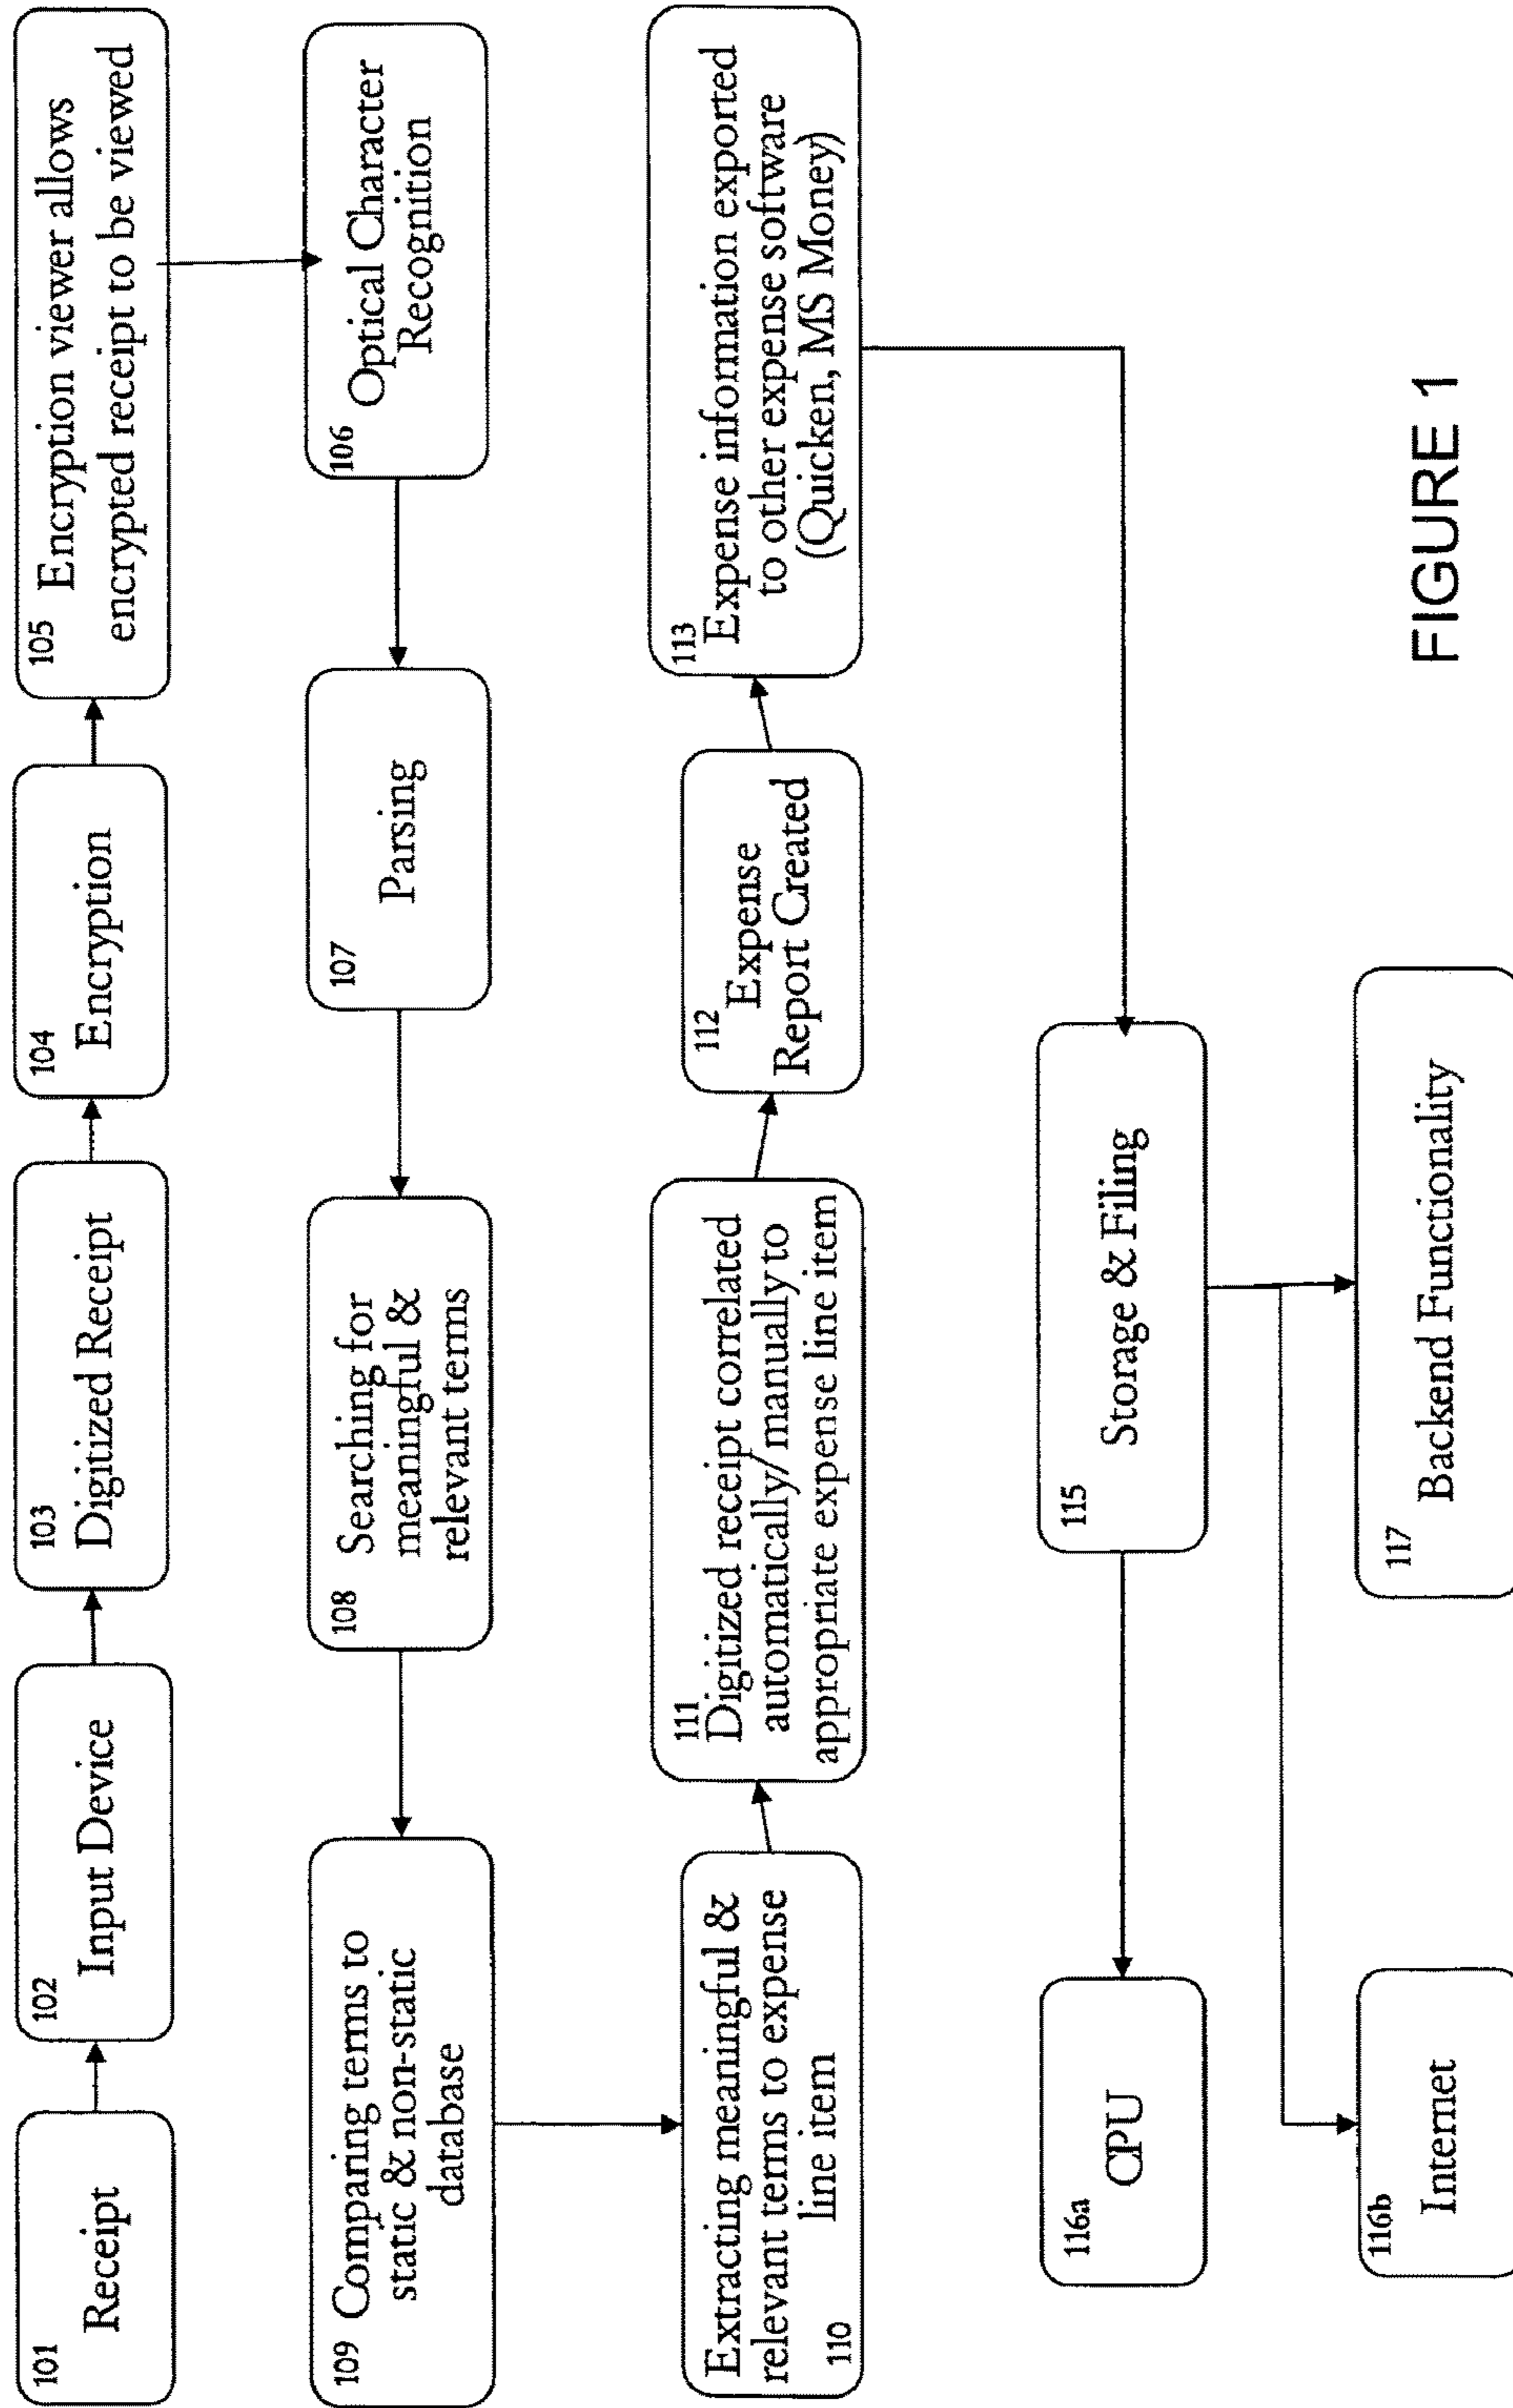 101
Receipt
102
Input Device
103
Digitized Receipt
104
Encryption
105
Encryption viewer allows
encrypted receipt to be viewed
106
Optical Character
Recognition
107
Parsing
108
Searching for
meaningful &
relevant terms
109
Comparing terms to
static & non-static
database
Extracting meaningful &
relevant terms to expense
line item
110
111
Digitized receipt correlated
automatically/ manually to
appropriate expense line item
112
Expense
Report Created
113
Expense information exported
to other expense software
(Quicken, MS Money)
115
Storage & Filing
116a
CPU
116b
Internet
117
Backend Functionality
FIGURE 1